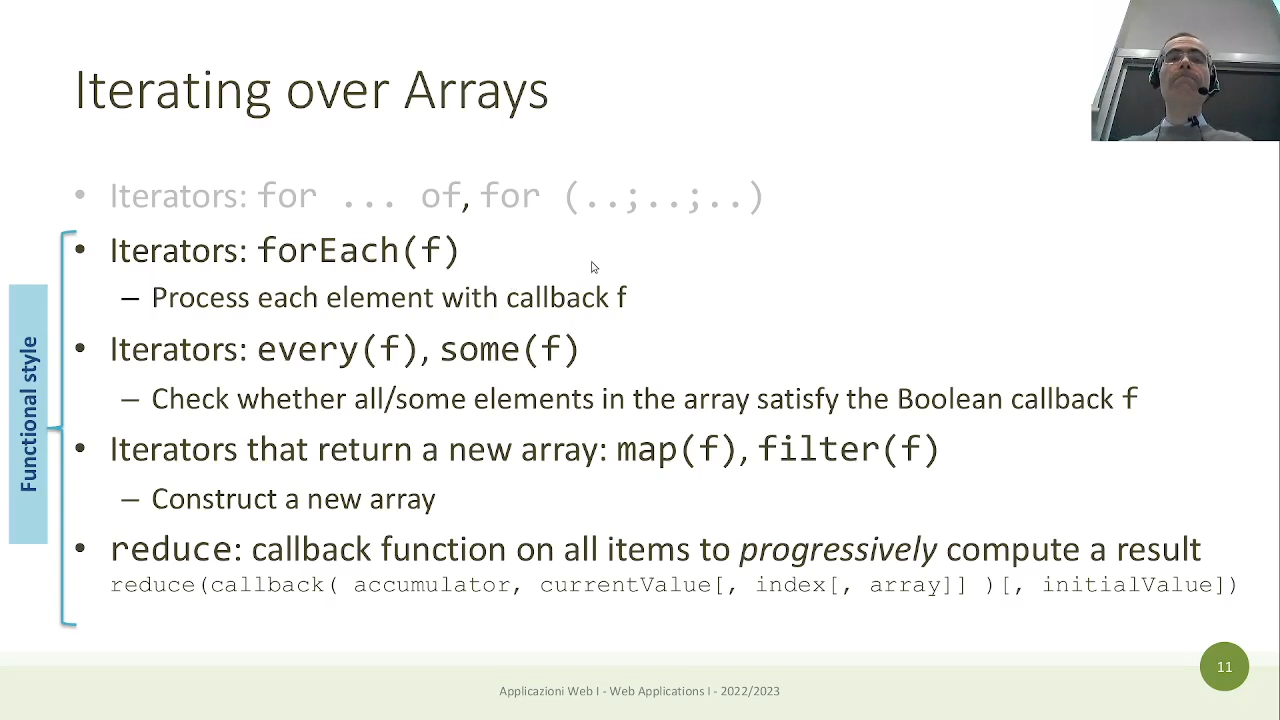 Iterating over Arrays
• Iterators: for ... of, for (..;..;..)
• Iterators: forEach(f)
– Process each element with callback f
• Iterators: every(f), some(f)
– Check whether all/some elements in the array satisfy the Boolean callback f
• Iterators that return a new array: map(f), filter(f)
– Construct a new array
• reduce: callback function on all items to progressively compute a result
reduce(callback( accumulator, currentValue[, index[, array]] )[, initialValue])
Functional style
Applicazioni Web I - Web Applications I - 2022/2023
11